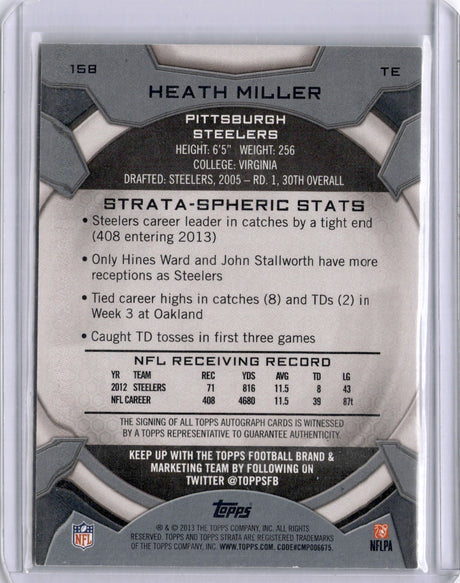 158
TE
HEATH MILLER
PITTSBURGH
STEELERS
HEIGHT: 6'5" WEIGHT: 256
COLLEGE: VIRGINIA
DRAFTED: STEELERS, 2005 – RD. 1, 30TH OVERALL
STRATA-SPHERIC STATS
• Steelers career leader in catches by a tight end
(408 entering 2013)
• Only Hines Ward and John Stallworth have more
receptions as Steelers
• Tied career highs in catches (8) and TDs (2) in
Week 3 at Oakland
• Caught TD tosses in first three games
NFL RECEIVING RECORD
YR TEAM REC YDS AVG TD LG
2012 STEELERS 71 816 11.5 8 43
NFL CAREER 408 4680 11.5 39 87t
THE SIGNING OF ALL TOPPS AUTOGRAPH CARDS IS WITNESSED
BY A TOPPS REPRESENTATIVE TO GUARANTEE AUTHENTICITY.
KEEP UP WITH THE TOPPS FOOTBALL BRAND &
MARKETING TEAM BY FOLLOWING ON
TWITTER @TOPPSFB
Topps
® & © 2013 THE TOPPS COMPANY, INC. ALL RIGHTS
RESERVED. TOPPS AND TOPPS STRATA ARE REGISTERED TRADEMARKS
OF THE TOPPS COMPANY, INC. WWW.TOPPS.COM. CODE#CMP006675.
NFL
NFLPA